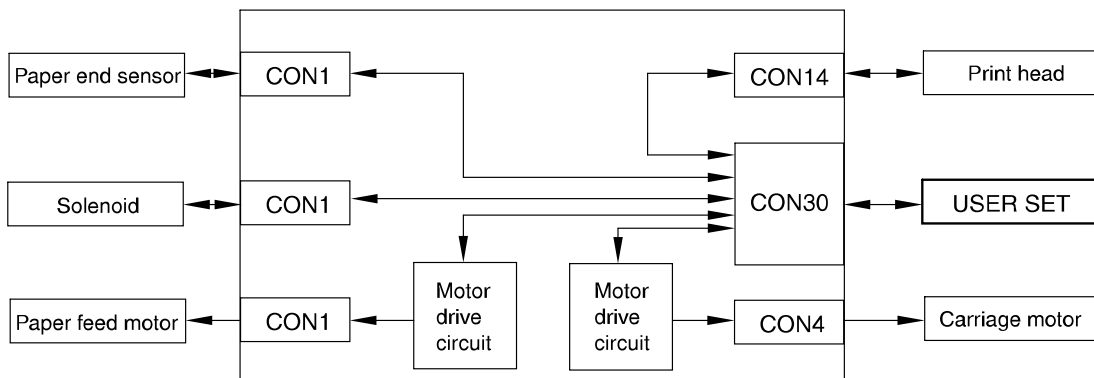 Paper end sensor
CON1
CON14
Print head
Solenoid
CON1
CON30
USER SET
Paper feed motor
CON1
Motor
drive
circuit
Motor
drive
circuit
CON4
Carriage motor